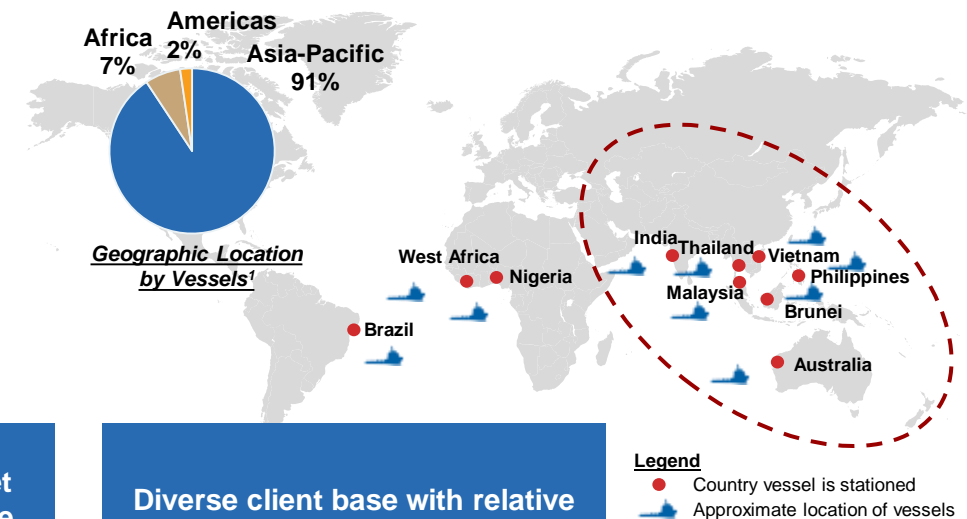 Americas
2%
Africa
7%
Asia-Pacific
91%
Geographic Location
by Vessels1
West Africa
Nigeria
Brazil
India
Thailand
Vietnam
Philippines
Malaysia
Brunei
Australia
Diverse client base with relative
Legend
Country vessel is stationed
Approximate location of vessels